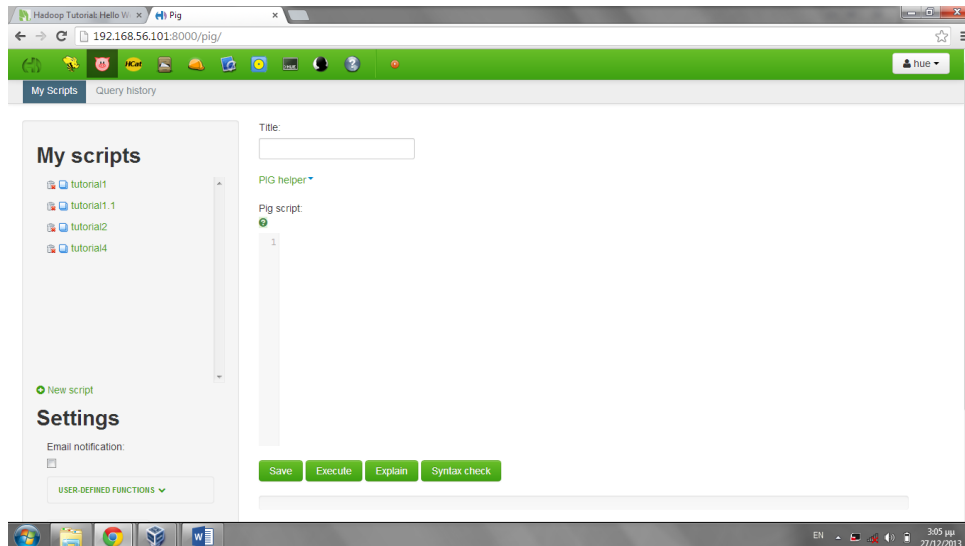 Hadoop Tutorial: Hello W
Pig
192.168.56.101:8000/pig/
HCat
hue
My Scripts
Query history
My scripts
tutorial1
tutorial1.1
tutorial2
tutorial4
New script
Settings
Email notification:
USER-DEFINED FUNCTIONS
Title:
PIG helper
Pig script:
1
Save
Execute
Explain
Syntax check
EN
3:05 μμ
27/12/2013